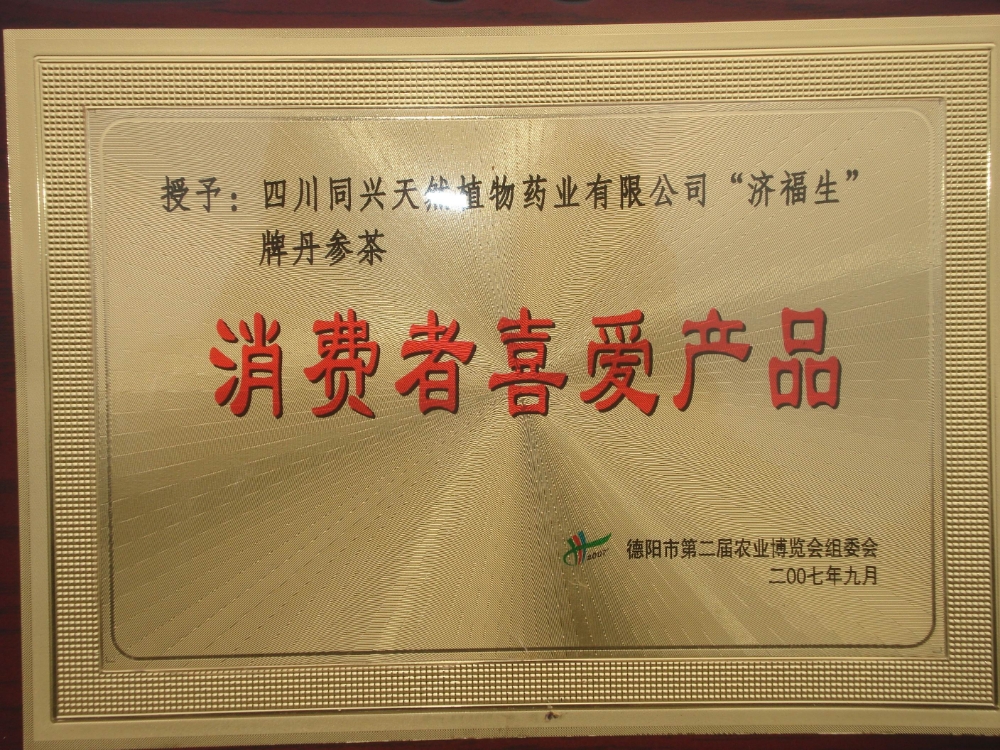 授予：四川同兴天然植物药业有限公司“济福生”
牌丹参茶
消费者喜爱产品
2007
德阳市第二届农业博览会组委会
二00七年九月